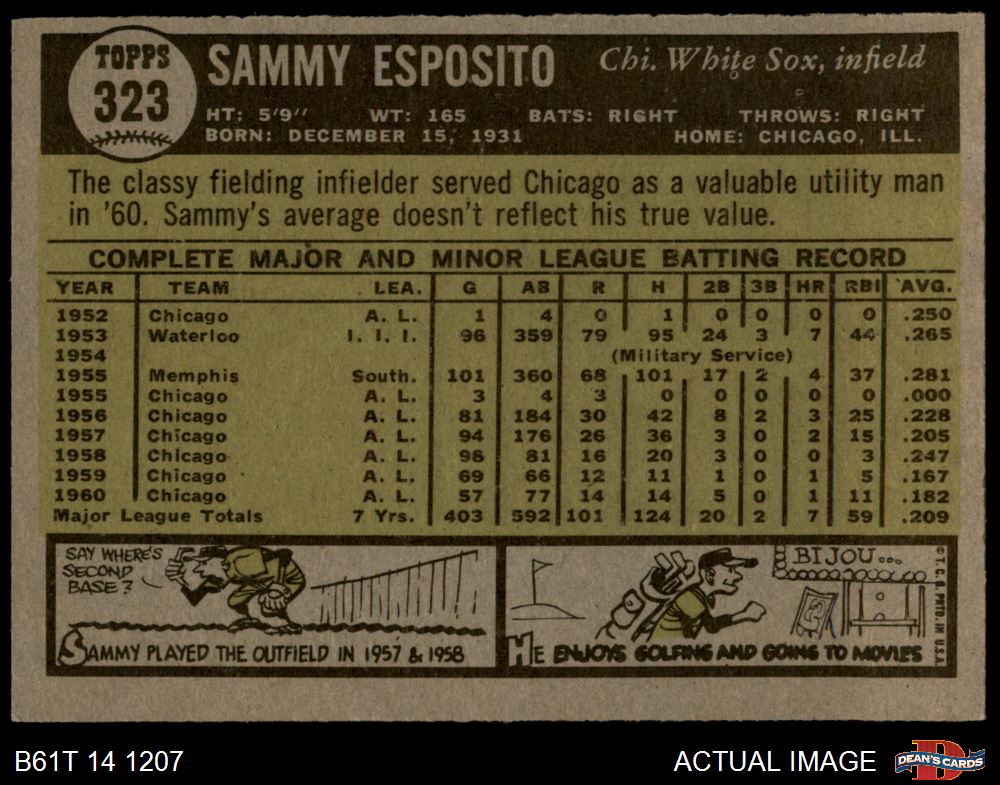 TOPPS
323
SAMMY ESPOSITO Chi. White Sox, infield
HT: 5'9" WT: 165 BATS: RIGHT THROWS: RIGHT
BORN: DECEMBER 15, 1931 HOME: CHICAGO, ILL.
The classy fielding infielder served Chicago as a valuable utility man
in '60. Sammy's average doesn't reflect his true value.
COMPLETE MAJOR AND MINOR LEAGUE BATTING RECORD
YEAR TEAM LEA. G AB R H 2B 3B HR RBI AVG.
1952 Chicago A. L. 1 4 0 1 0 0 0 0 .250
1953 Waterloo I. I. I. 96 359 79 95 24 3 7 44 .265
1954 (Military Service)
1955 Memphis South. 101 360 68 101 17 2 4 37 .281
1955 Chicago A. L. 3 4 3 0 0 0 0 0 .000
1956 Chicago A. L. 81 184 30 42 8 2 3 25 .228
1957 Chicago A. L. 94 176 26 36 3 0 2 15 .205
1958 Chicago A. L. 98 81 16 20 3 0 0 3 .247
1959 Chicago A. L. 69 66 12 11 1 0 1 5 .167
1960 Chicago A. L. 57 77 14 14 5 0 1 11 .182
Major League Totals 7 Yrs. 403 592 101 124 20 2 7 59 .209
SAY WHERE'S
SECOND
BASE?
SAMMY PLAYED THE OUTFIELD IN 1957 & 1958
BIJOU...
HE ENJOYS GOLFING AND GOING TO MOVIES
© T. C. G. PRTD. IN U.S.A.
B61T 14 1207
ACTUAL IMAGE
D
DEAN'S CARDS